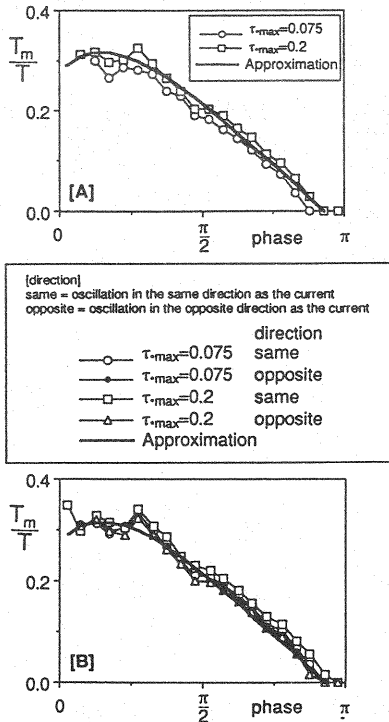 T_m/T
0.4
0.2
0.0
τ*max=0.075
τ*max=0.2
Approximation
[A]
0
π/2
phase
π
[direction]
same = oscillation in the same direction as the current
opposite = oscillation in the opposite direction as the current
direction
τ*max=0.075 same
τ*max=0.075 opposite
τ*max=0.2 same
τ*max=0.2 opposite
Approximation
T_m/T
0.4
0.2
0.0
[B]
0
π/2
phase
π